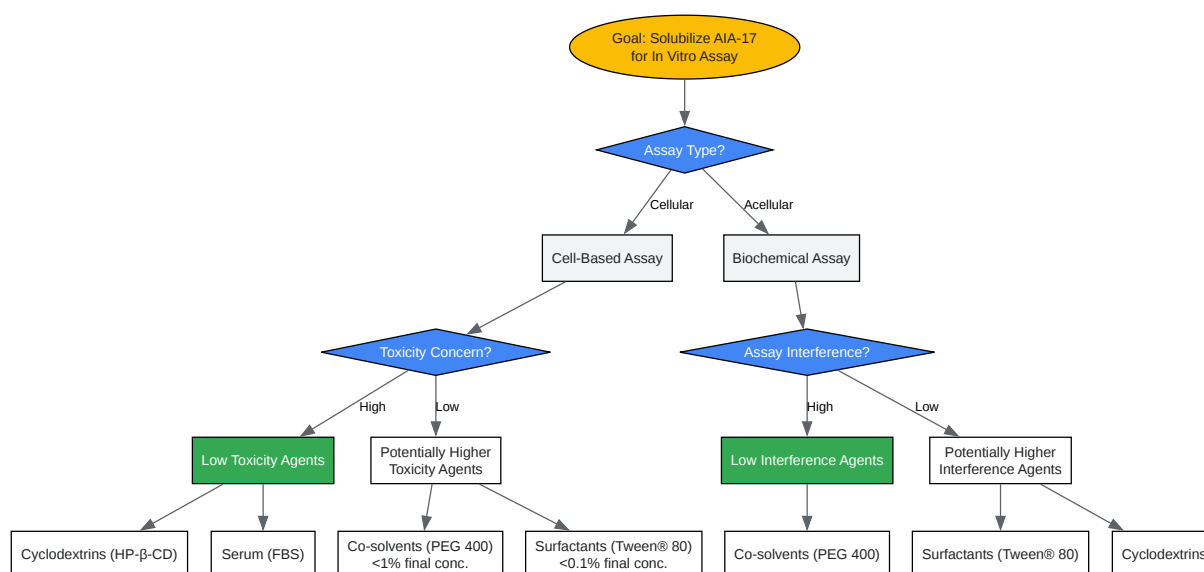 Goal: Solubilize AIA-17
for In Vitro Assay
Assay Type?
Cellular
Acellular
Cell-Based Assay
Biochemical Assay
Toxicity Concern?
Assay Interference?
High
Low
High
Low
Low Toxicity Agents
Potentially Higher
Toxicity Agents
Low Interference Agents
Potentially Higher
Interference Agents
Cyclodextrins (HP-β-CD)
Serum (FBS)
Co-solvents (PEG 400)
<1% final conc.
Surfactants (Tween® 80)
<0.1% final conc.
Co-solvents (PEG 400)
Surfactants (Tween® 80)
Cyclodextrins